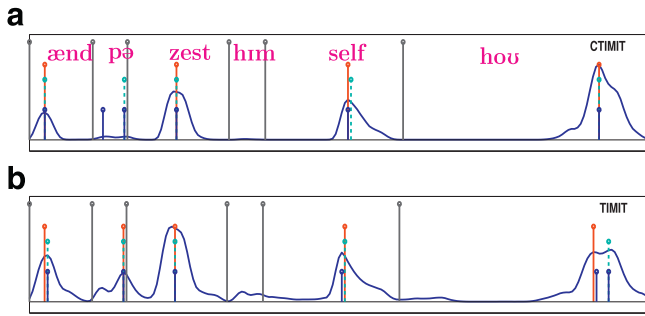 a
CTIMIT
ænd pə zest hɪm self hoʊ
b
TIMIT